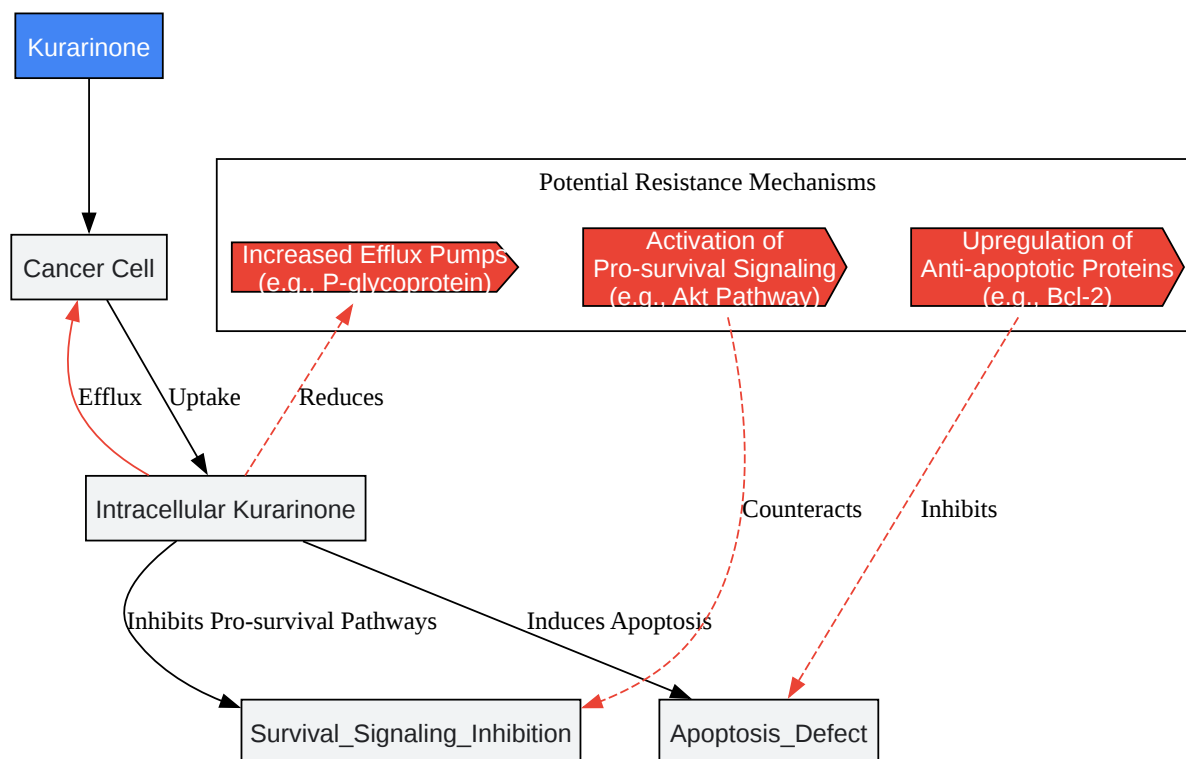 Kurarinone
Potential Resistance Mechanisms
Increased Efflux Pumps
(e.g., P-glycoprotein)
Activation of
Pro-survival Signaling
(e.g., Akt Pathway)
Upregulation of
Anti-apoptotic Proteins
(e.g., Bcl-2)
Cancer Cell
Efflux
Uptake
Reduces
Intracellular Kurarinone
Counteracts
Inhibits
Inhibits Pro-survival Pathways
Induces Apoptosis
Survival_Signaling_Inhibition
Apoptosis_Defect